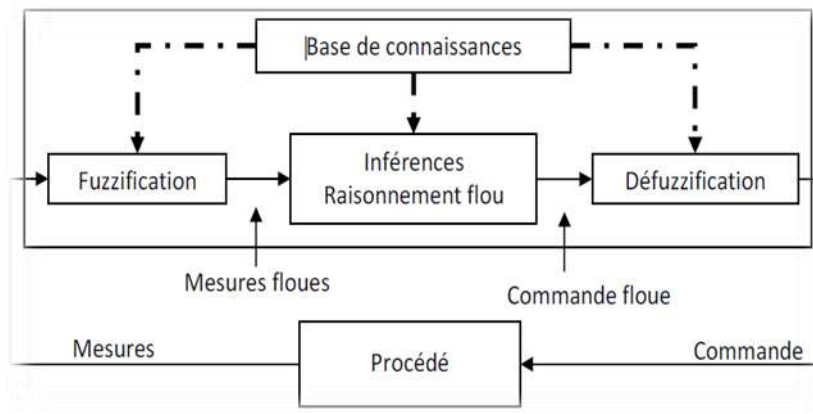 Base de connaissances
Fuzzification
Inférences
Raisonnement flou
Défuzzification
Mesures floues
Commande floue
Mesures
Procédé
Commande